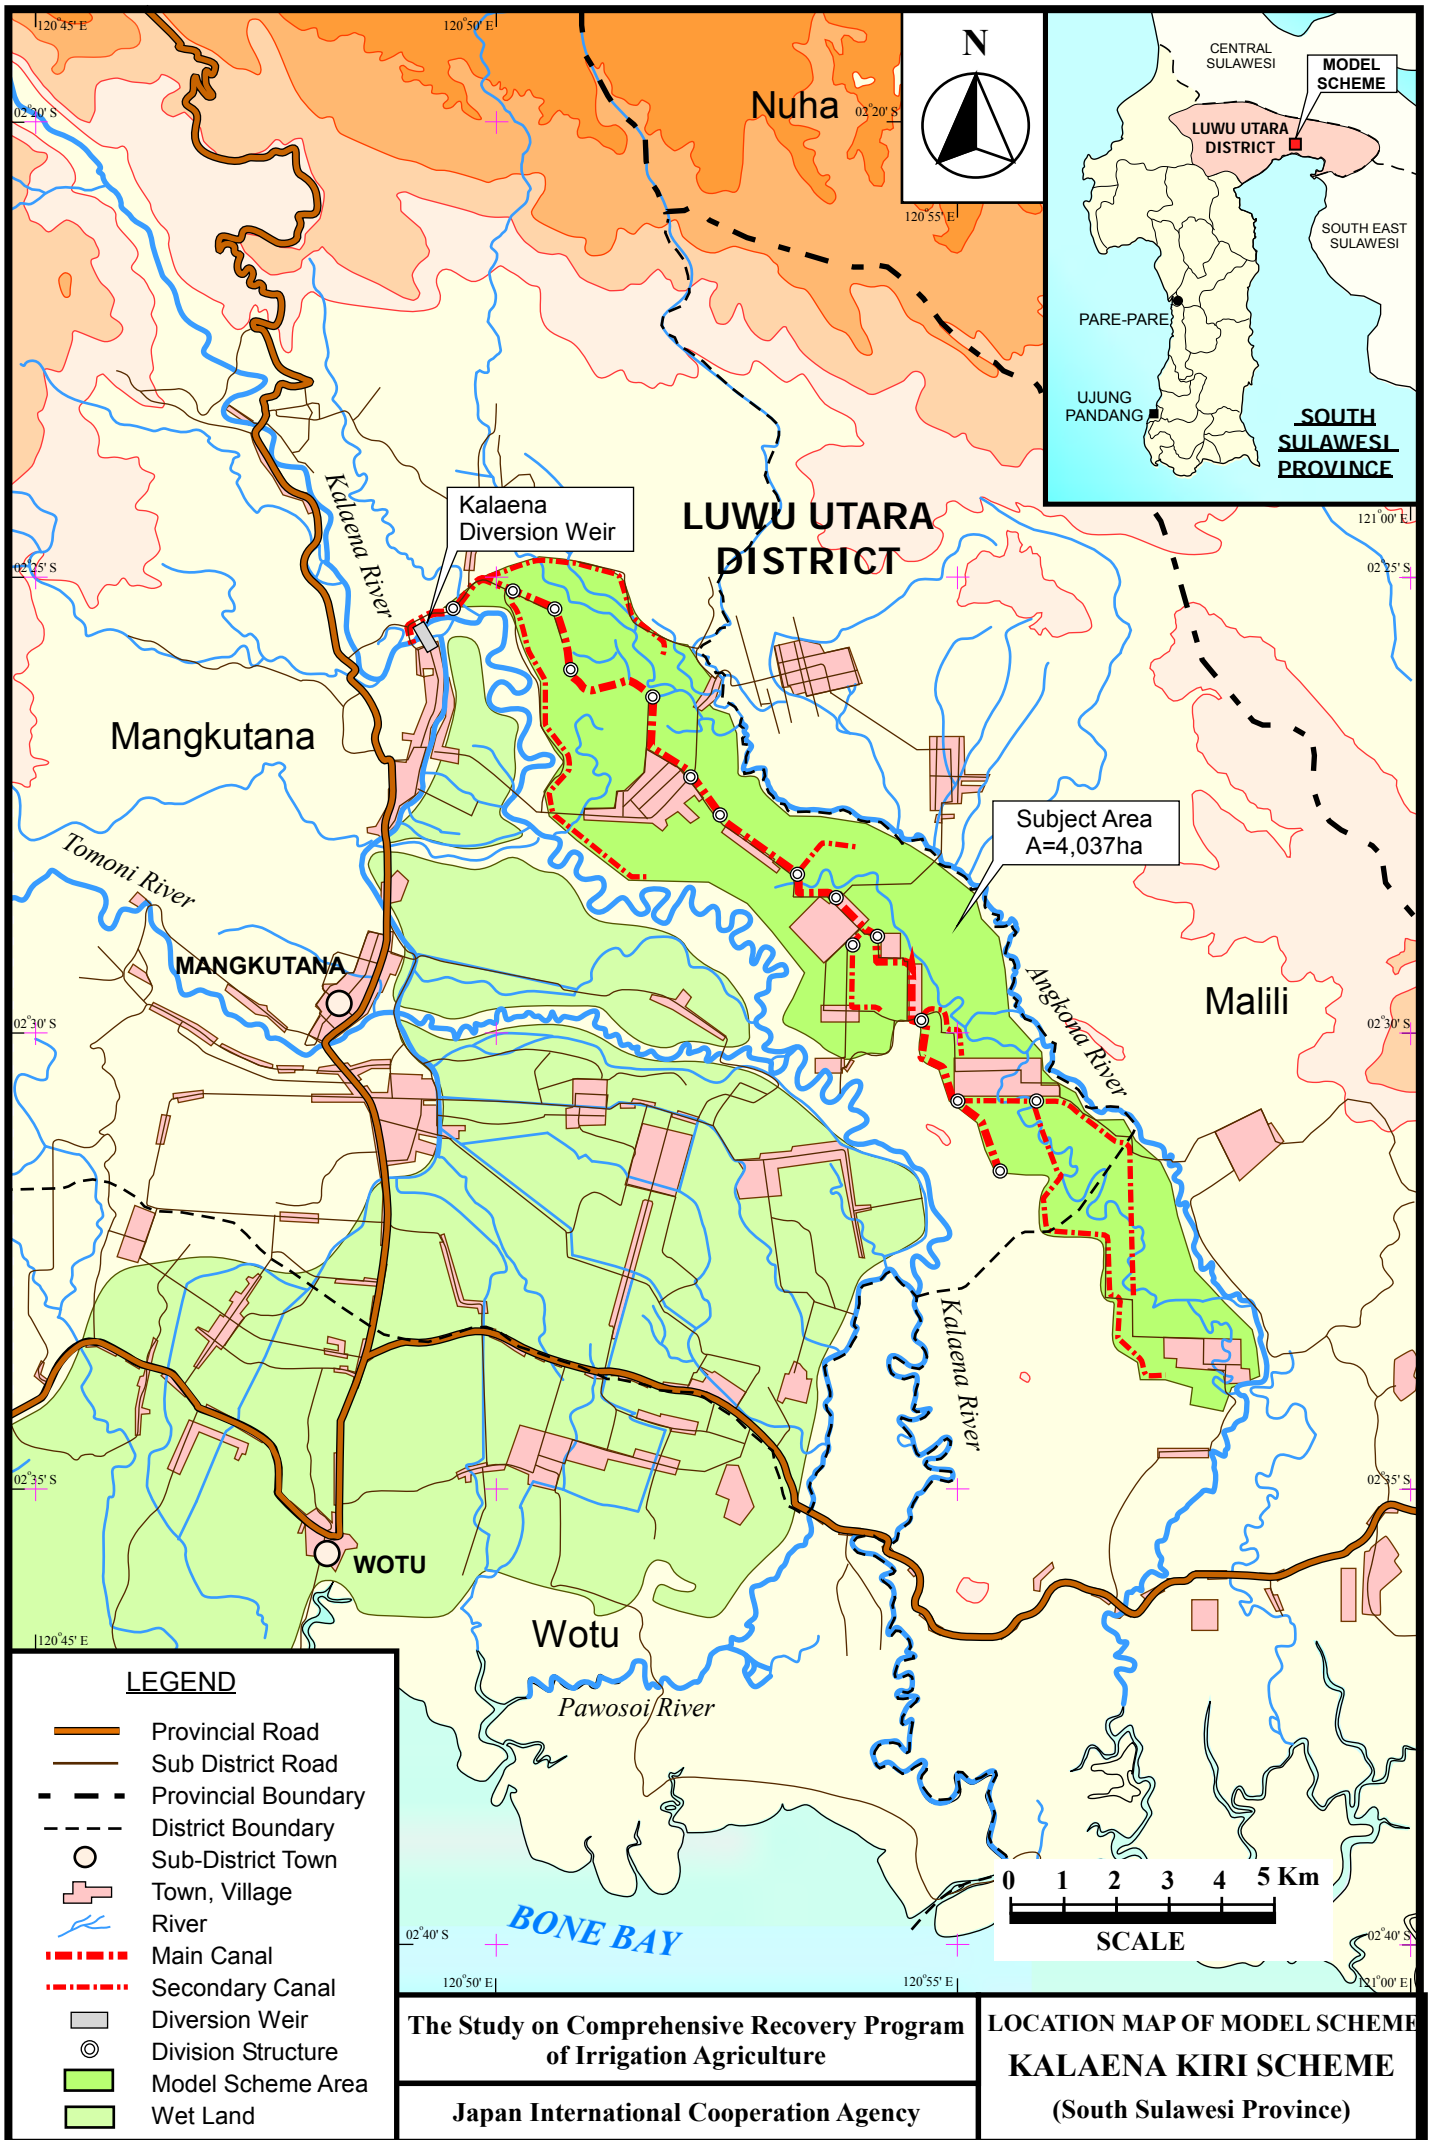 120°45' E
120°50' E
N
CENTRAL
SULAWESI
MODEL
SCHEME
Nuha
02°20' S
02°20' S
LUWU UTARA
DISTRICT
120°55' E
SOUTH EAST
SULAWESI
PARE-PARE
UJUNG
PANDANG
SOUTH
SULAWESI
PROVINCE
Kalaena River
Kalaena
Diversion Weir
LUWU UTARA
DISTRICT
121°00' E
02°25' S
02°25' S
Mangkutana
Subject Area
A=4,037ha
Tomoni River
MANGKUTANA
Angkona River
Malili
02°30' S
02°30' S
Kalaena River
02°35' S
02°35' S
WOTU
Wotu
120°45' E
Pawosoi River
LEGEND
Provincial Road
Sub District Road
Provincial Boundary
District Boundary
Sub-District Town
Town, Village
River
Main Canal
Secondary Canal
Diversion Weir
Division Structure
Model Scheme Area
Wet Land
BONE BAY
0 1 2 3 4 5 Km
SCALE
02°40' S
02°40' S
120°50' E
120°55' E
121°00' E
The Study on Comprehensive Recovery Program
of Irrigation Agriculture
Japan International Cooperation Agency
LOCATION MAP OF MODEL SCHEME
KALAENA KIRI SCHEME
(South Sulawesi Province)